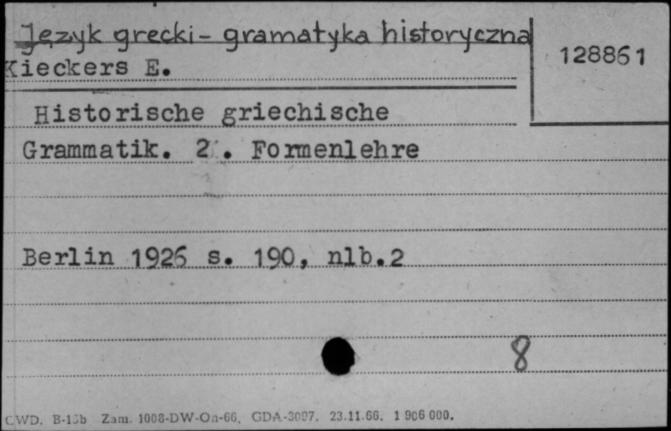 Język grecki - gramatyka historyczna
128861
Kieckers E.
Historische griechische
Grammatik. 2. Formenlehre
Berlin 1926 s. 190, nlb.2
8
CWD. B-15b Zam. 1008-DW-On-66, GDA-3097. 23.11.66. 1 906 000.